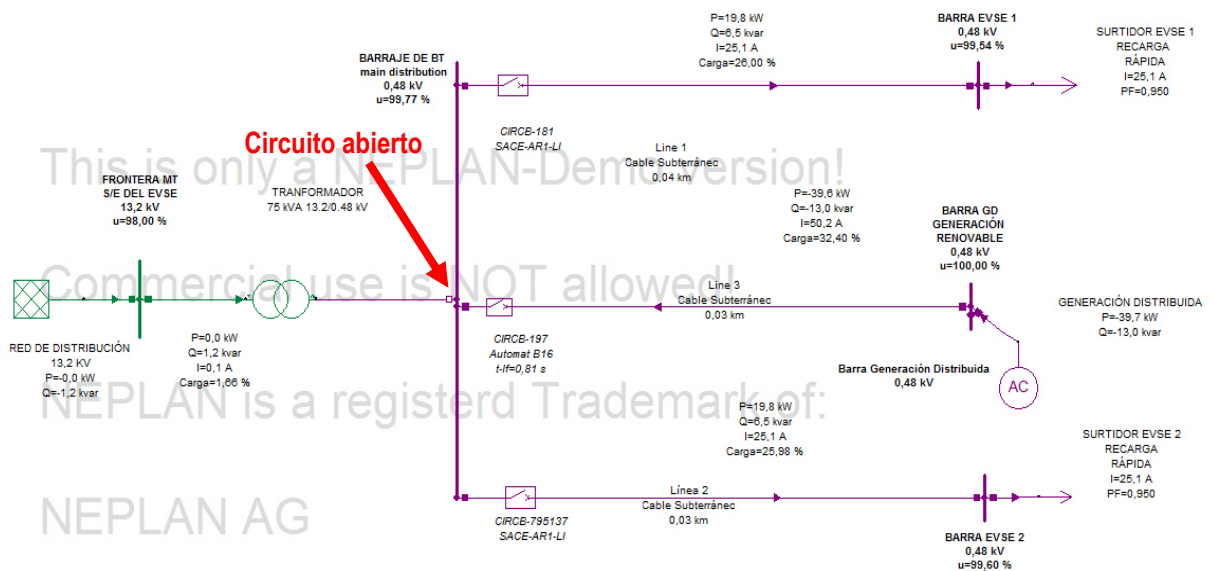 P=19,8 kW
Q=6,5 kvar
I=25,1 A
Carga=26,00 %
BARRA EVSE 1
0,48 kV
u=99,54 %
SURTIDOR EVSE 1
RECARGA
RÁPIDA
I=25,1 A
PF=0,950
BARRAJE DE BT
main distribution
0,48 kV
u=99,77 %
CIRCB-181
SACE-AR1-LI
Line 1
Cable Subterránec
0,04 km
Circuito abierto
This is only a NEPLAN-Demoversion!
FRONTERA MT
S/E DEL EVSE
13,2 kV
u=98,00 %
TRANFORMADOR
75 kVA 13.2/0.48 kV
P=-39,6 kW
Q=-13,0 kvar
I=50,2 A
Carga=32,40 %
BARRA GD
GENERACIÓN
RENOVABLE
0,48 kV
u=100,00 %
Commercial use is NOT allowed!
Line 3
Cable Subterránec
0,03 km
GENERACIÓN DISTRIBUIDA
P=-39,7 kW
Q=-13,0 kvar
RED DE DISTRIBUCIÓN
13,2 KV
P=-0,0 kW
Q=-1,2 kvar
P=0,0 kW
Q=1,2 kvar
I=0,1 A
Carga=1,66 %
CIRCB-197
Automat B16
t-If=0,81 s
Barra Generación Distribuida
0,48 kV
AC
NEPLAN is a registerd Trademark of:
P=19,8 kW
Q=6,5 kvar
I=25,1 A
Carga=25,98 %
SURTIDOR EVSE 2
RECARGA
RÁPIDA
I=25,1 A
PF=0,950
NEPLAN AG
CIRCB-795137
SACE-AR1-LI
Línea 2
Cable Subterránec
0,03 km
BARRA EVSE 2
0,48 kV
u=99,60 %